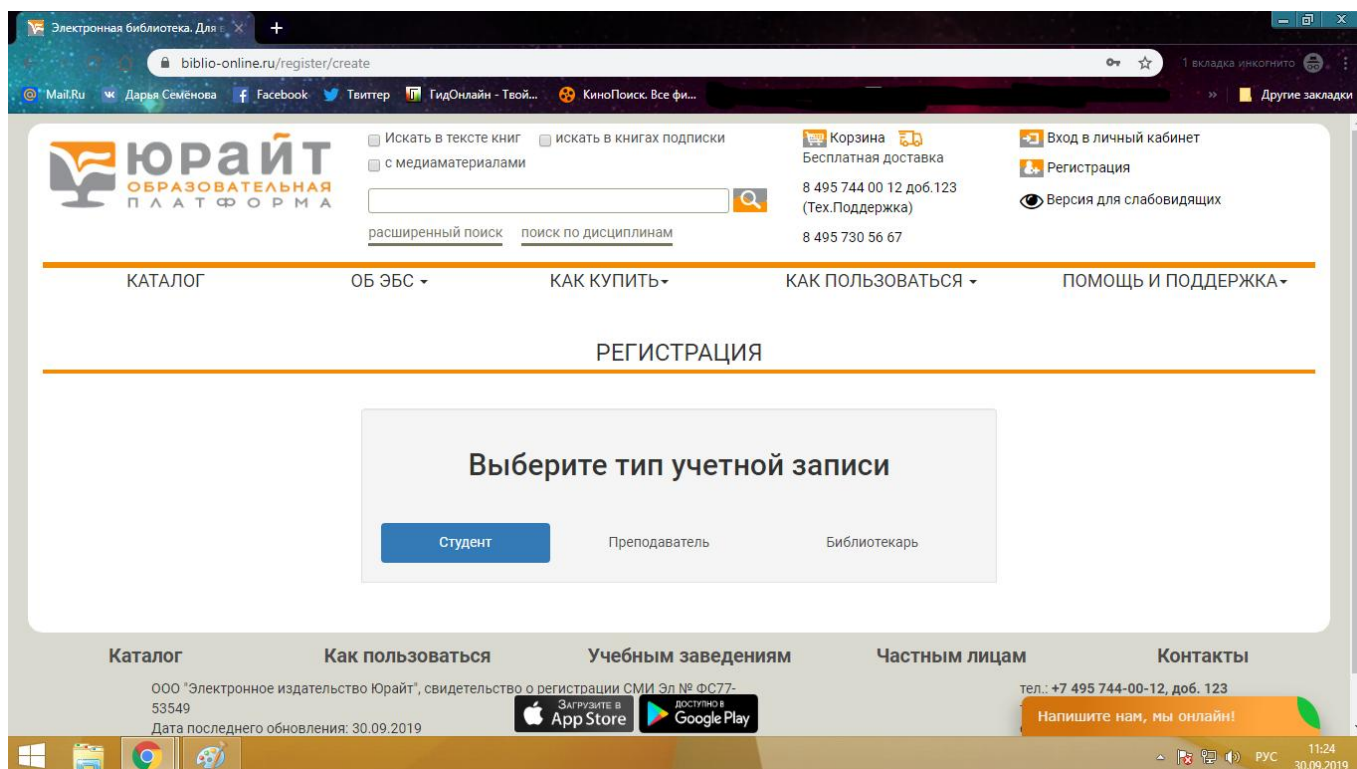 Электронная библиотека. Для в
biblio-online.ru/register/create
1 вкладка инкогнито
Mail.Ru Дарья Семёнова Facebook Твиттер ГидОнлайн - Твой... КиноПоиск. Все фи... » Другие закладки
ЮРАЙТ
ОБРАЗОВАТЕЛЬНАЯ
ПЛАТФОРМА
Искать в тексте книг искать в книгах подписки
с медиаматериалами
расширенный поиск поиск по дисциплинам
Корзина
Бесплатная доставка
8 495 744 00 12 доб.123
(Тех.Поддержка)
8 495 730 56 67
Вход в личный кабинет
Регистрация
Версия для слабовидящих
КАТАЛОГ ОБ ЭБС КАК КУПИТЬ КАК ПОЛЬЗОВАТЬСЯ ПОМОЩЬ И ПОДДЕРЖКА
РЕГИСТРАЦИЯ
Выберите тип учетной записи
Студент Преподаватель Библиотекарь
Каталог Как пользоваться Учебным заведениям Частным лицам Контакты
ООО "Электронное издательство Юрайт", свидетельство о регистрации СМИ Эл № ФС77-
53549
Дата последнего обновления: 30.09.2019
Загрузите в
App Store
ДОСТУПНО В
Google Play
тел.: +7 495 744-00-12, доб. 123
Напишите нам, мы онлайн!
РУС
11:24
30.09.2019